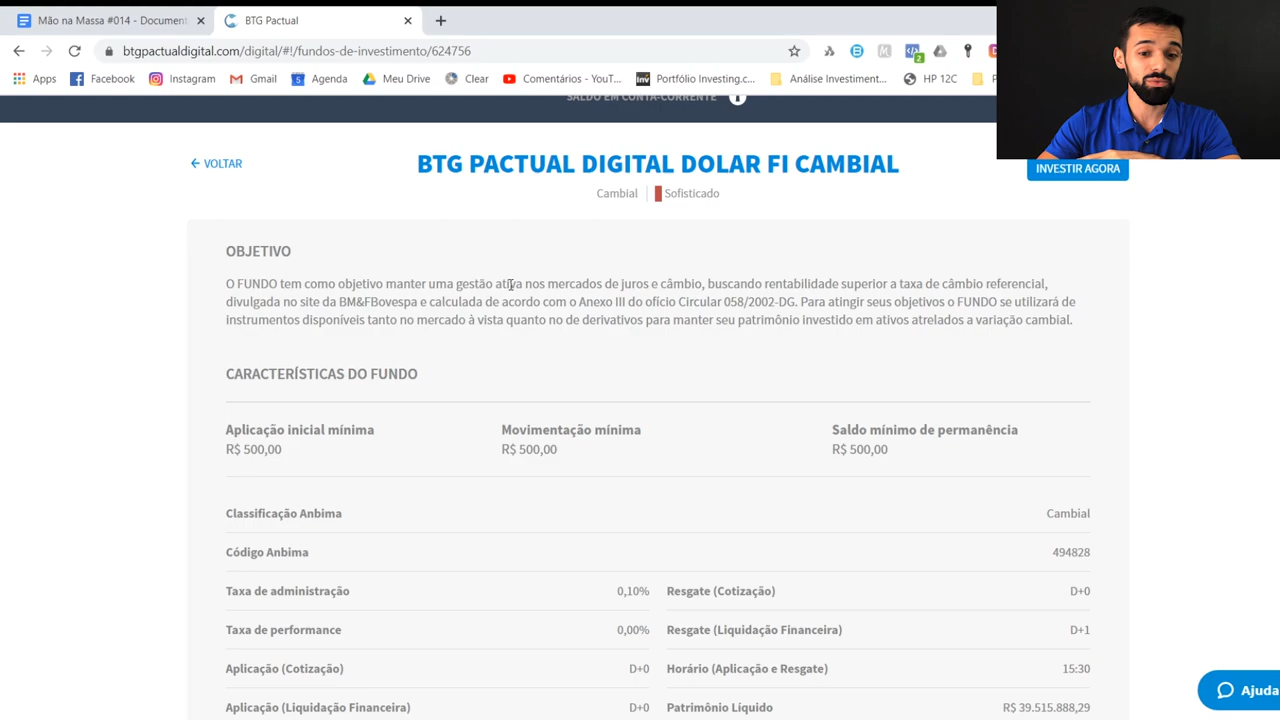 Mão na Massa #014 - Document
BTG Pactual
btgpactualdigital.com/digital/#!/fundos-de-investimento/624756
2
Apps
Facebook
Instagram
Gmail
Agenda
Meu Drive
Clear
Comentários - YouT...
Portfólio Investing.c...
Análise Investiment...
HP 12C
SALDO EM CONTA-CORRENTE
VOLTAR
BTG PACTUAL DIGITAL DOLAR FI CAMBIAL
INVESTIR AGORA
Cambial
Sofisticado
OBJETIVO
O FUNDO tem como objetivo manter uma gestão ativa nos mercados de juros e câmbio, buscando rentabilidade superior a taxa de câmbio referencial,
divulgada no site da BM&FBovespa e calculada de acordo com o Anexo III do ofício Circular 058/2002-DG. Para atingir seus objetivos o FUNDO se utilizará de
instrumentos disponíveis tanto no mercado à vista quanto no de derivativos para manter seu patrimônio investido em ativos atrelados a variação cambial.
CARACTERÍSTICAS DO FUNDO
Aplicação inicial mínima
R$ 500,00
Movimentação mínima
R$ 500,00
Saldo mínimo de permanência
R$ 500,00
Classificação Anbima Cambial
Código Anbima 494828
Taxa de administração 0,10%
Resgate (Cotização) D+0
Taxa de performance 0,00%
Resgate (Liquidação Financeira) D+1
Aplicação (Cotização) D+0
Horário (Aplicação e Resgate) 15:30
Aplicação (Liquidação Financeira) D+0
Patrimônio Líquido R$ 39.515.888,29
Ajuda